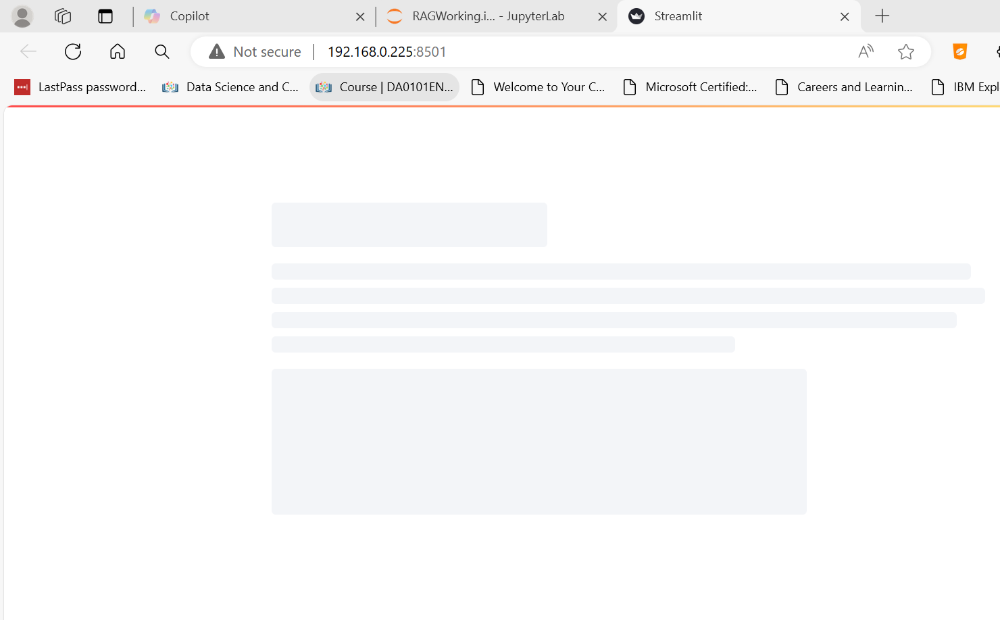 Copilot RAGWorking.i... - JupyterLab Streamlit
Not secure 192.168.0.225:8501
LastPass password... Data Science and C... Course | DA0101EN... Welcome to Your C... Microsoft Certified:... Careers and Learnin... IBM Expl